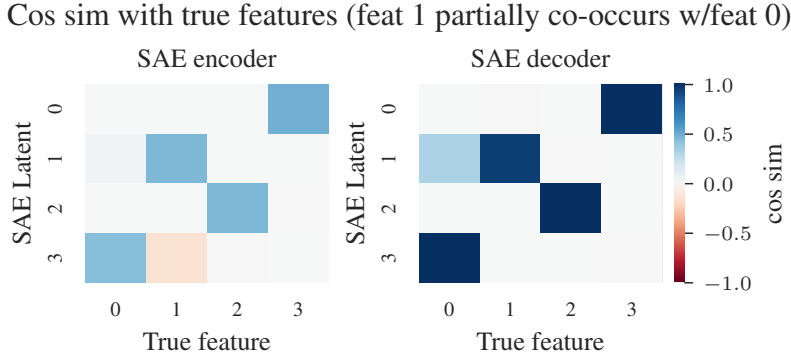 Cos sim with true features (feat 1 partially co-occurs w/feat 0)
SAE encoder
SAE decoder
SAE Latent
0
1
2
3
0 1 2 3
True feature
SAE Latent
0
1
2
3
0 1 2 3
True feature
1.0
0.5
0.0
−0.5
−1.0
cos sim